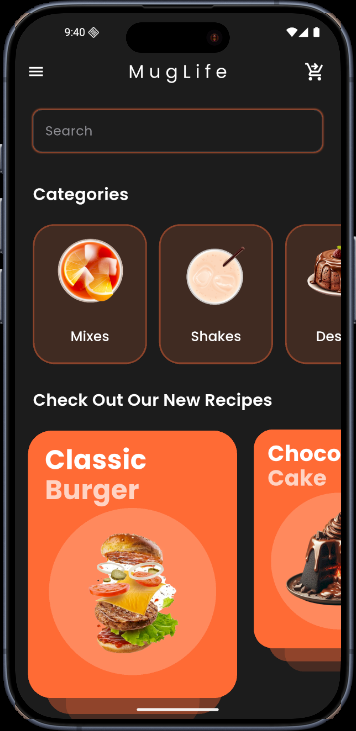 9:40
MugLife
Search
Categories
Mixes
Shakes
Des
Check Out Our New Recipes
Classic
Burger
Choco
Cake